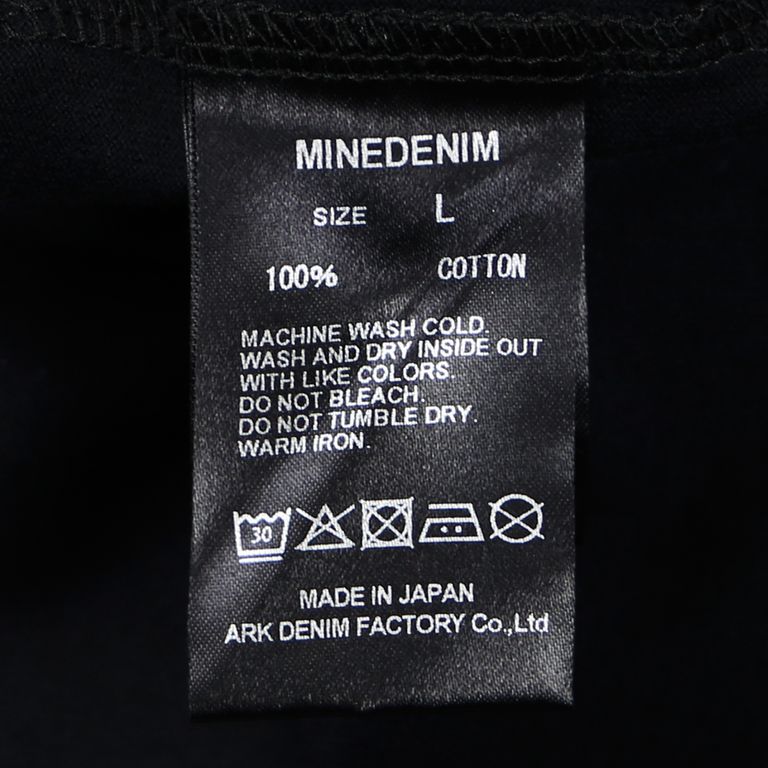 MINEDENIM
SIZE L
100% COTTON
MACHINE WASH COLD.
WASH AND DRY INSIDE OUT
WITH LIKE COLORS.
DO NOT BLEACH.
DO NOT TUMBLE DRY.
WARM IRON.
30
MADE IN JAPAN
ARK DENIM FACTORY Co.,Ltd